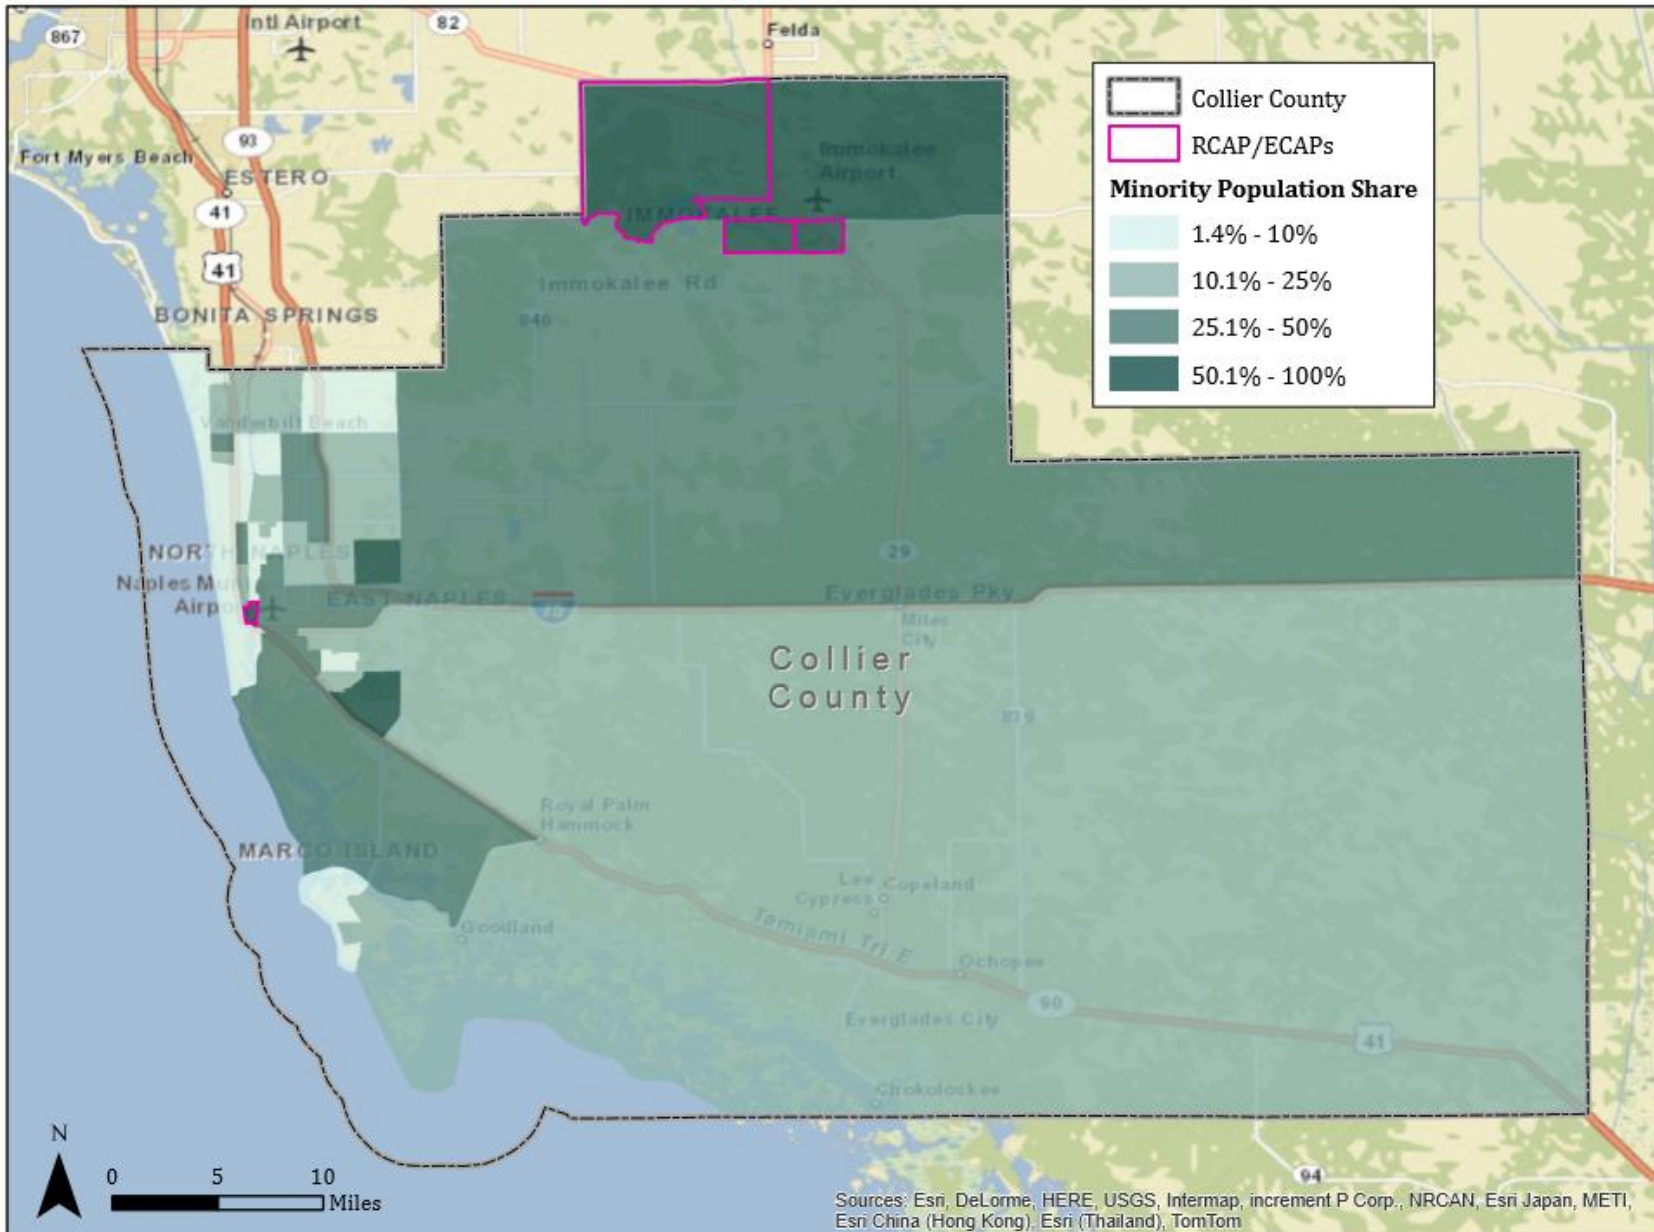 Intl Airport
82
867
Felda
93
Fort Myers Beach
ESTERO
41
41
BONITA SPRINGS
Immokalee
Airport
IMMOKALEE
Immokalee Rd
846
Vanderbilt Beach
NORTH NAPLES
Naples Muni
Airport
EAST NAPLES
75
29
Everglades Pky
Miles
City
Collier
County
839
Royal Palm
Hammock
MARCO ISLAND
Lee
Cypress
Copeland
Goodland
Tamiami Trl E
Ochopee
90
Everglades City
41
Chokoloskee
94
Collier County
RCAP/ECAPs
Minority Population Share
1.4% - 10%
10.1% - 25%
25.1% - 50%
50.1% - 100%
N
0 5 10
Miles
Sources: Esri, DeLorme, HERE, USGS, Intermap, increment P Corp., NRCAN, Esri Japan, METI,
Esri China (Hong Kong), Esri (Thailand), TomTom